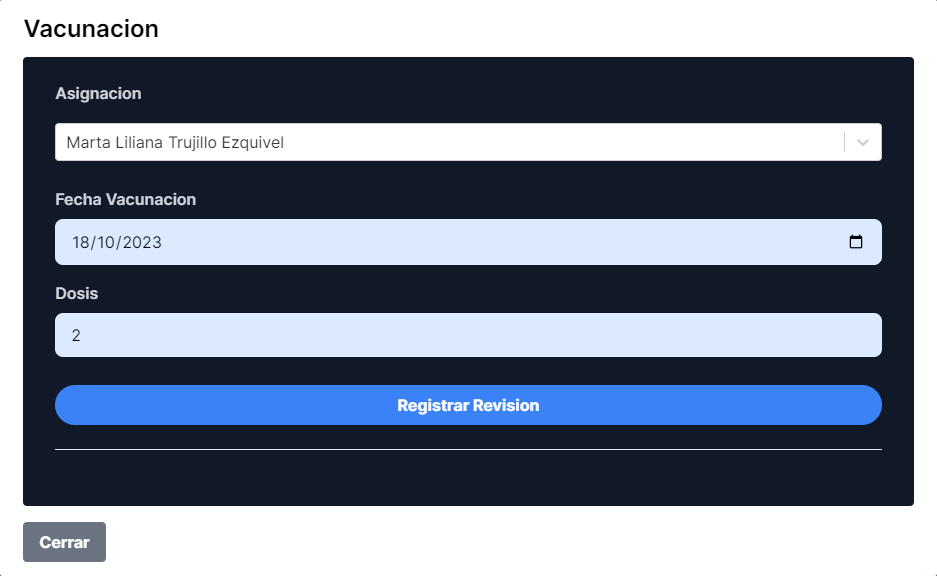 Vacunacion
Asignacion
Marta Liliana Trujillo Ezquivel
Fecha Vacunacion
18/10/2023
Dosis
2
Registrar Revision
Cerrar